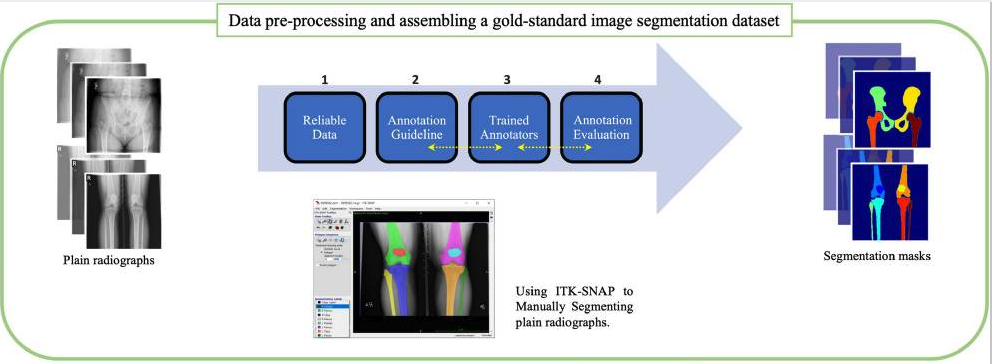 Data pre-processing and assembling a gold-standard image segmentation dataset
1
2
3
4
Reliable
Data
Annotation
Guideline
Trained
Annotators
Annotation
Evaluation
R
Plain radiographs
Segmentation masks
Using ITK-SNAP to
Manually Segmenting
plain radiographs.